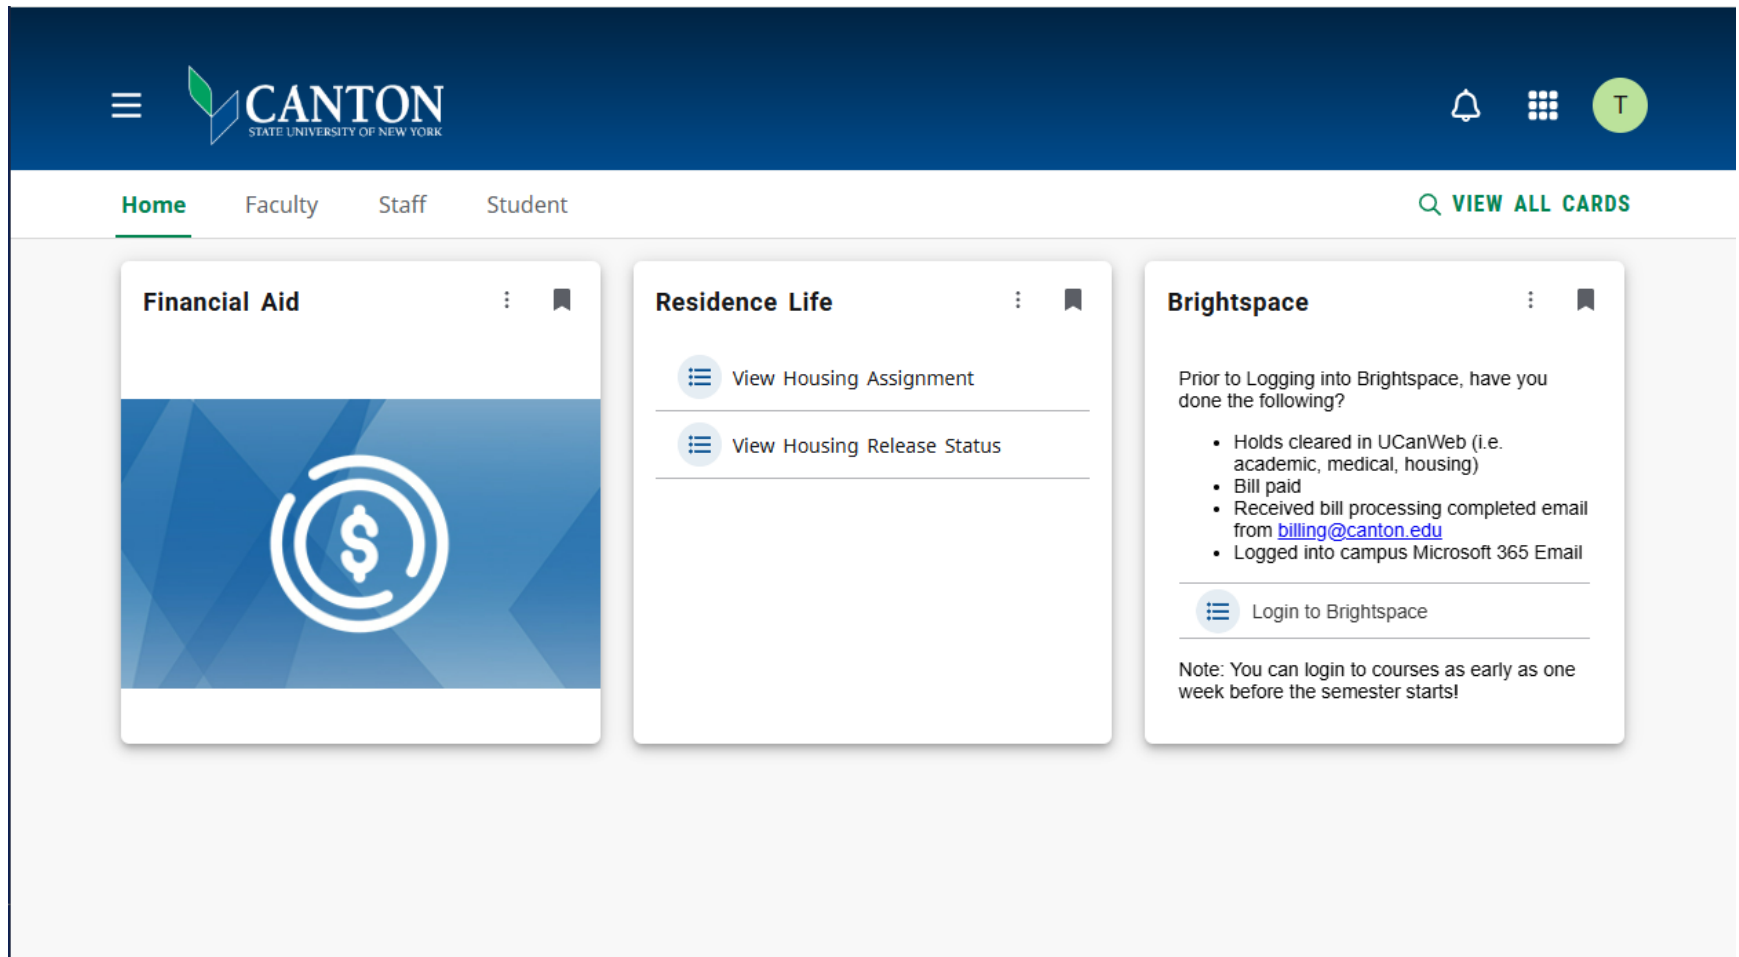 CANTON
STATE UNIVERSITY OF NEW YORK
T
Home Faculty Staff Student VIEW ALL CARDS
Financial Aid
$
Residence Life
View Housing Assignment
View Housing Release Status
Brightspace
Prior to Logging into Brightspace, have you
done the following?
• Holds cleared in UCanWeb (i.e.
academic, medical, housing)
• Bill paid
• Received bill processing completed email
from billing@canton.edu
• Logged into campus Microsoft 365 Email
Login to Brightspace
Note: You can login to courses as early as one
week before the semester starts!